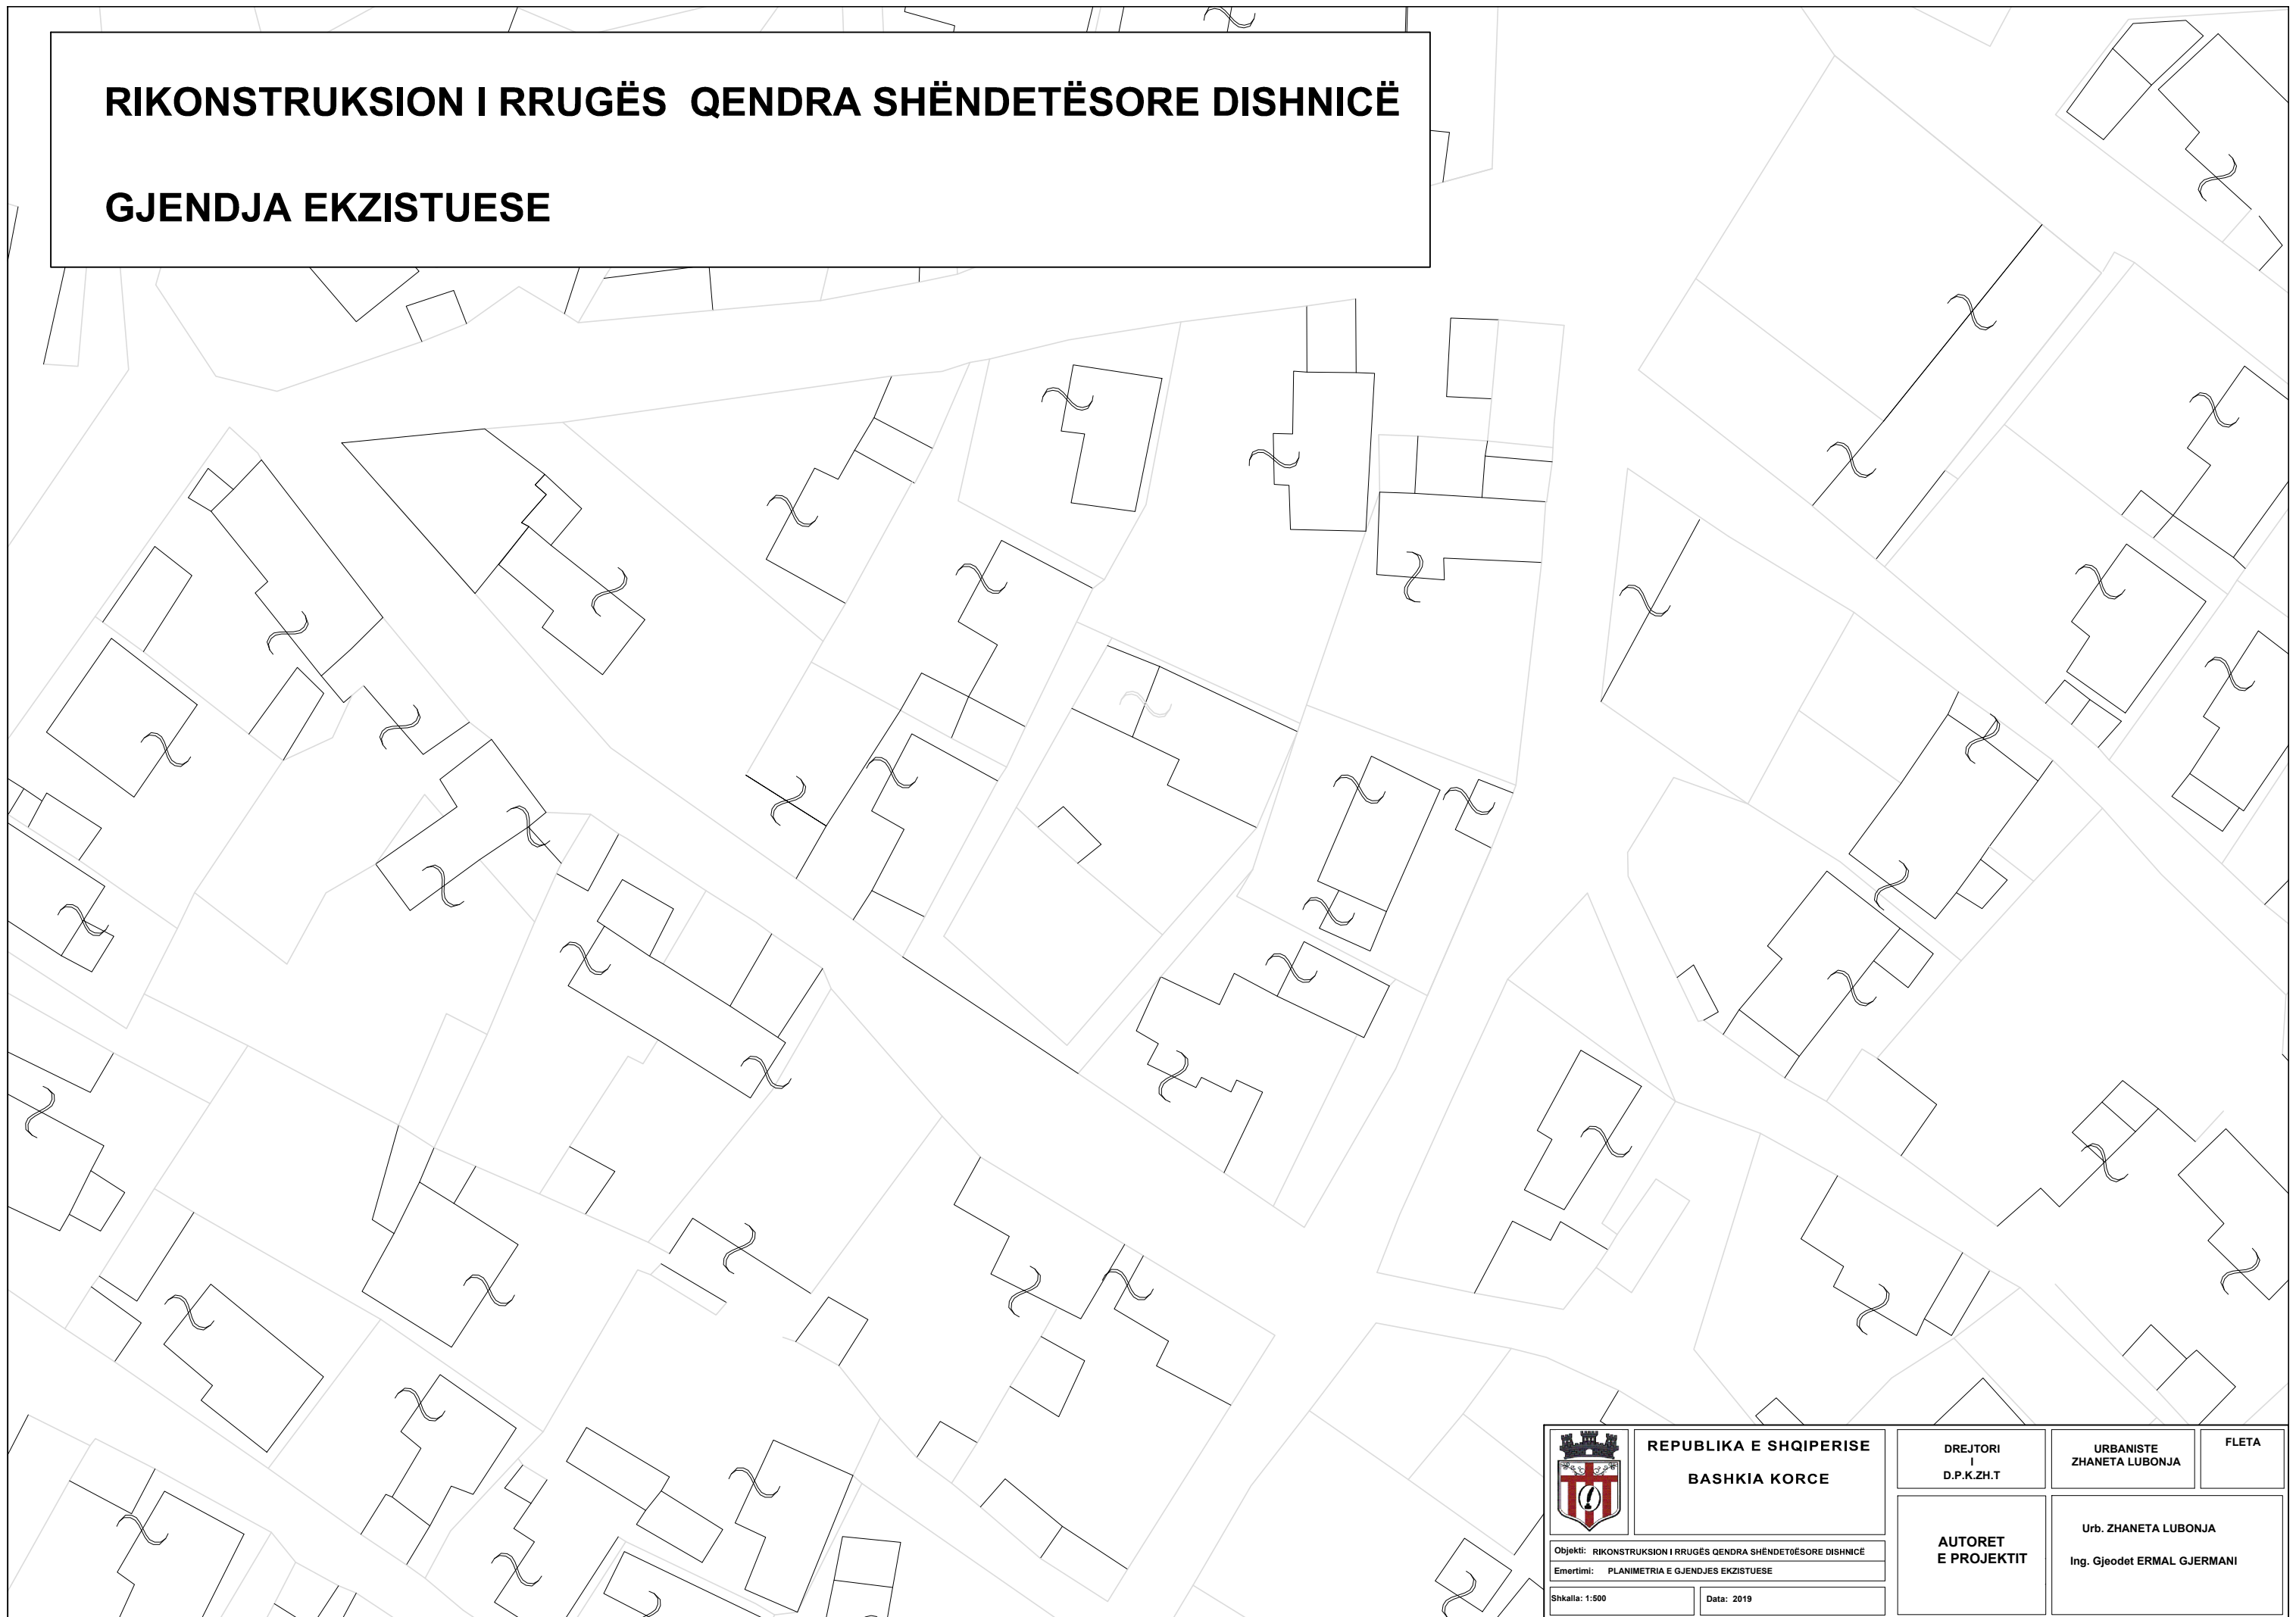 RIKONSTRUKSION I RRUGËS QENDRA SHËNDETËSORE DISHNICË
GJENDJA EKZISTUESE
REPUBLIKA E SHQIPERISE
BASHKIA KORCE
DREJTORI
I
D.P.K.ZH.T
URBANISTE
ZHANETA LUBONJA
FLETA
Objekti: RIKONSTRUKSION I RRUGËS QENDRA SHËNDET0ËSORE DISHNICË
Emertimi: PLANIMETRIA E GJENDJES EKZISTUESE
Shkalla: 1:500
Data: 2019
AUTORET
E PROJEKTIT
Urb. ZHANETA LUBONJA
Ing. Gjeodet ERMAL GJERMANI